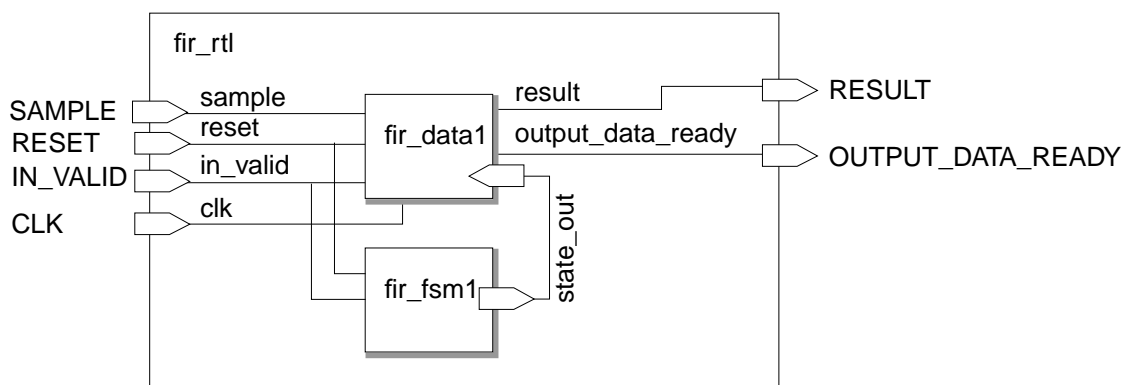 fir_rtl
SAMPLE
sample
result
RESULT
RESET
reset
fir_data1
output_data_ready
OUTPUT_DATA_READY
IN_VALID
in_valid
CLK
clk
state_out
fir_fsm1